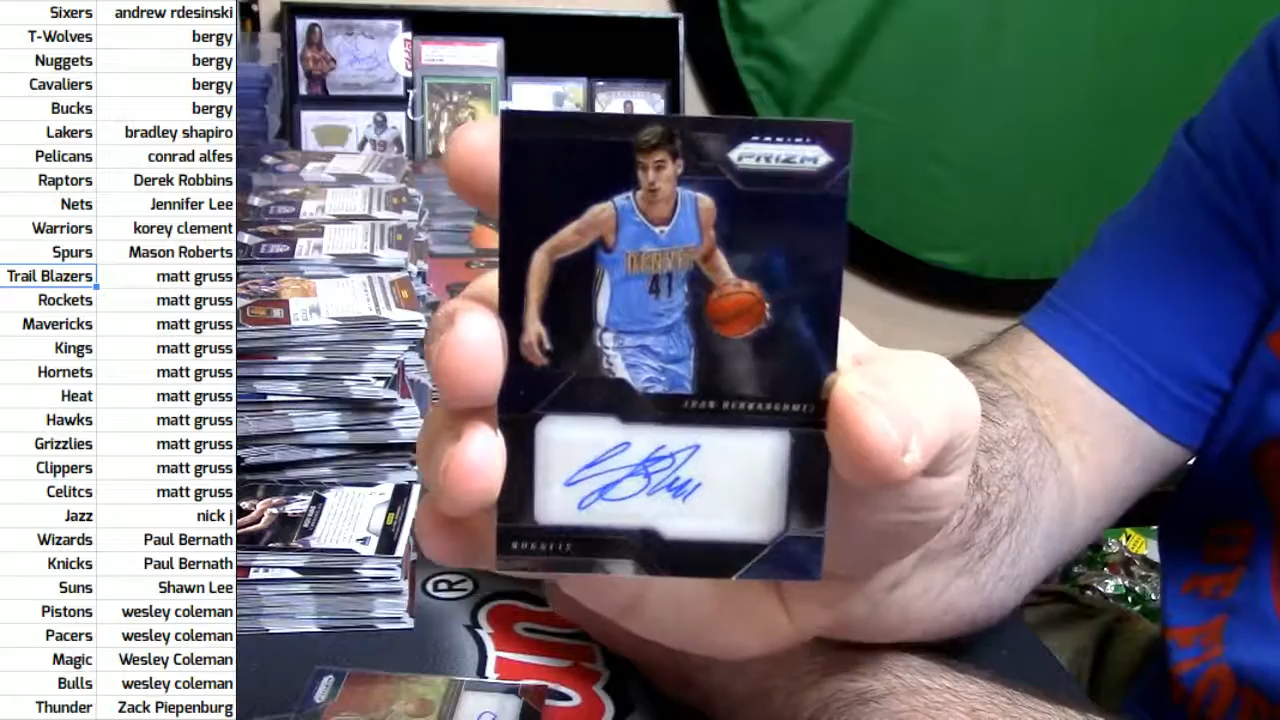 Sixers andrew rdesinski
T-Wolves bergy
Nuggets bergy
Cavaliers bergy
Bucks bergy
Lakers bradley shapiro
Pelicans conrad alfes
Raptors Derek Robbins
Nets Jennifer Lee
Warriors korey clement
Spurs Mason Roberts
Trail Blazers matt gruss
Rockets matt gruss
Mavericks matt gruss
Kings matt gruss
Hornets matt gruss
Heat matt gruss
Hawks matt gruss
Grizzlies matt gruss
Clippers matt gruss
Celitcs matt gruss
Jazz nick j
Wizards Paul Bernath
Knicks Paul Bernath
Suns Shawn Lee
Pistons wesley coleman
Pacers wesley coleman
Magic Wesley Coleman
Bulls wesley coleman
Thunder Zack Piepenburg
PANINI
PRIZM
DENVER
41
JUAN HERNANGOMEZ
NUGGETS
®